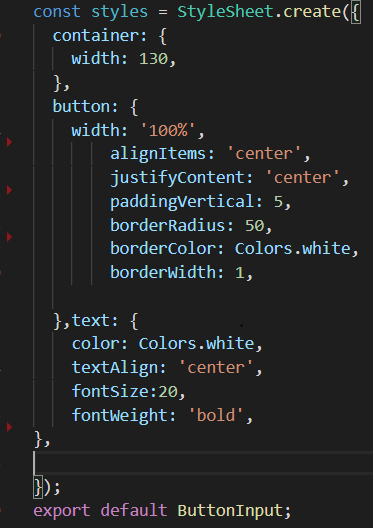 const styles = StyleSheet.create({
  container: {
    width: 130,
  },
  button: {
    width: '100%',
        alignItems: 'center',
        justifyContent: 'center',
        paddingVertical: 5,
        borderRadius: 50,
        borderColor: Colors.white,
        borderWidth: 1,

  },text: {
    color: Colors.white,
    textAlign: 'center',
    fontSize:20,
    fontWeight: 'bold',
},

});
export default ButtonInput;